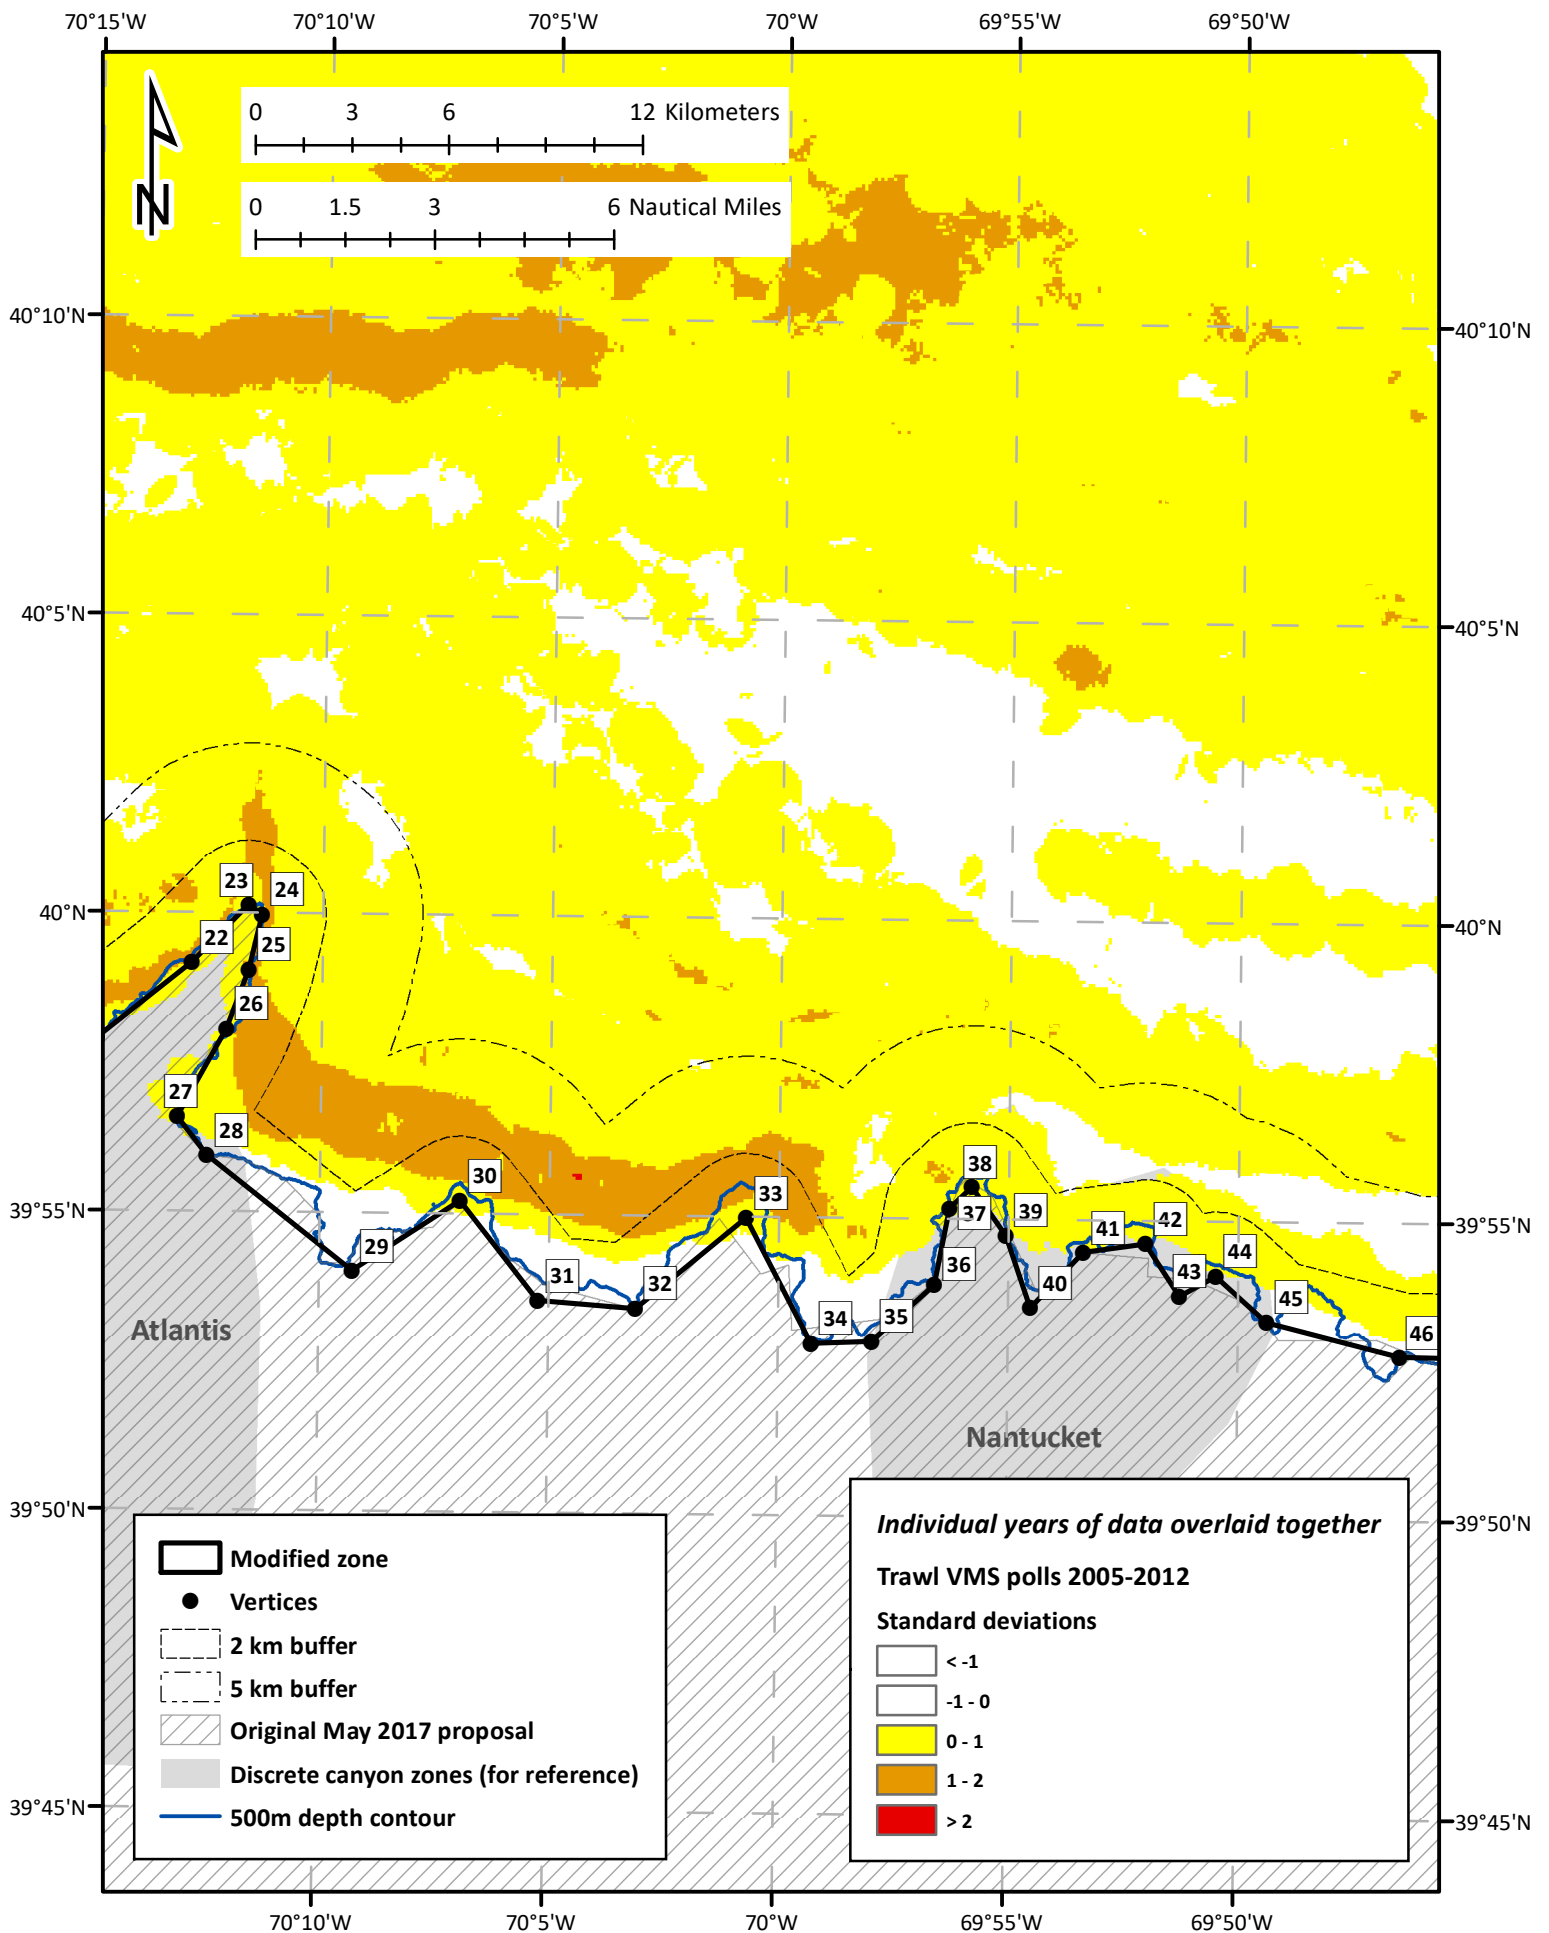 70°15'W 70°10'W 70°5'W 70°W 69°55'W 69°50'W
0 3 6 12 Kilometers
0 1.5 3 6 Nautical Miles
N
40°10'N 40°10'N
40°5'N 40°5'N
40°N 40°N
39°55'N 39°55'N
39°50'N 39°50'N
39°45'N 39°45'N
23
24
22
25
26
27
28
29
30
31
32
33
34
35
36
37
38
39
40
41
42
43
44
45
46
Atlantis
Nantucket
Modified zone
Vertices
2 km buffer
5 km buffer
Original May 2017 proposal
Discrete canyon zones (for reference)
500m depth contour
Individual years of data overlaid together
Trawl VMS polls 2005-2012
Standard deviations
< -1
-1 - 0
0 - 1
1 - 2
> 2
70°10'W 70°5'W 70°W 69°55'W 69°50'W